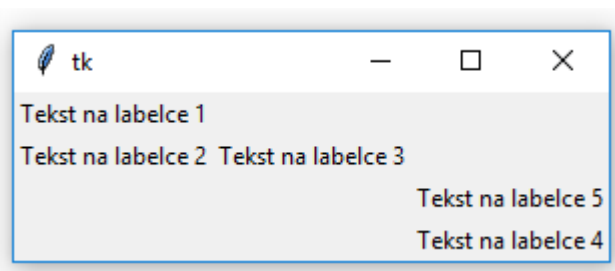 tk
Tekst na labelce 1
Tekst na labelce 2 Tekst na labelce 3
Tekst na labelce 5
Tekst na labelce 4